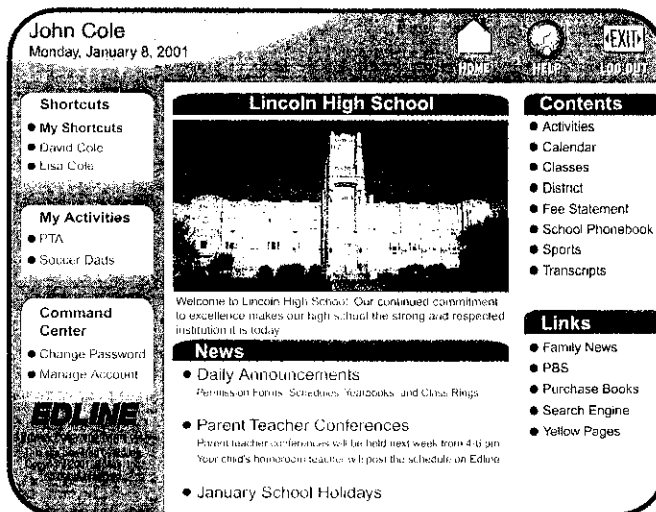 John Cole
Monday, January 8, 2001
HOME
HELP
EXIT
LOG OUT
Shortcuts
• My Shortcuts
• David Cole
• Lisa Cole
My Activities
• PTA
• Soccer Dads
Command
Center
• Change Password
• Manage Account
EDLINE
Lincoln High School
Welcome to Lincoln High School. Our continued commitment
to excellence makes our high school the strong and respected
institution it is today
News
• Daily Announcements
Permission Forms, Schedules, Yearbooks, and Class Rings
• Parent Teacher Conferences
Parent teacher conferences will be held next week from 4-6 pm
Your child's homeroom teacher will post the schedule on Edline
• January School Holidays
Contents
• Activities
• Calendar
• Classes
• District
• Fee Statement
• School Phonebook
• Sports
• Transcripts
Links
• Family News
• PBS
• Purchase Books
• Search Engine
• Yellow Pages